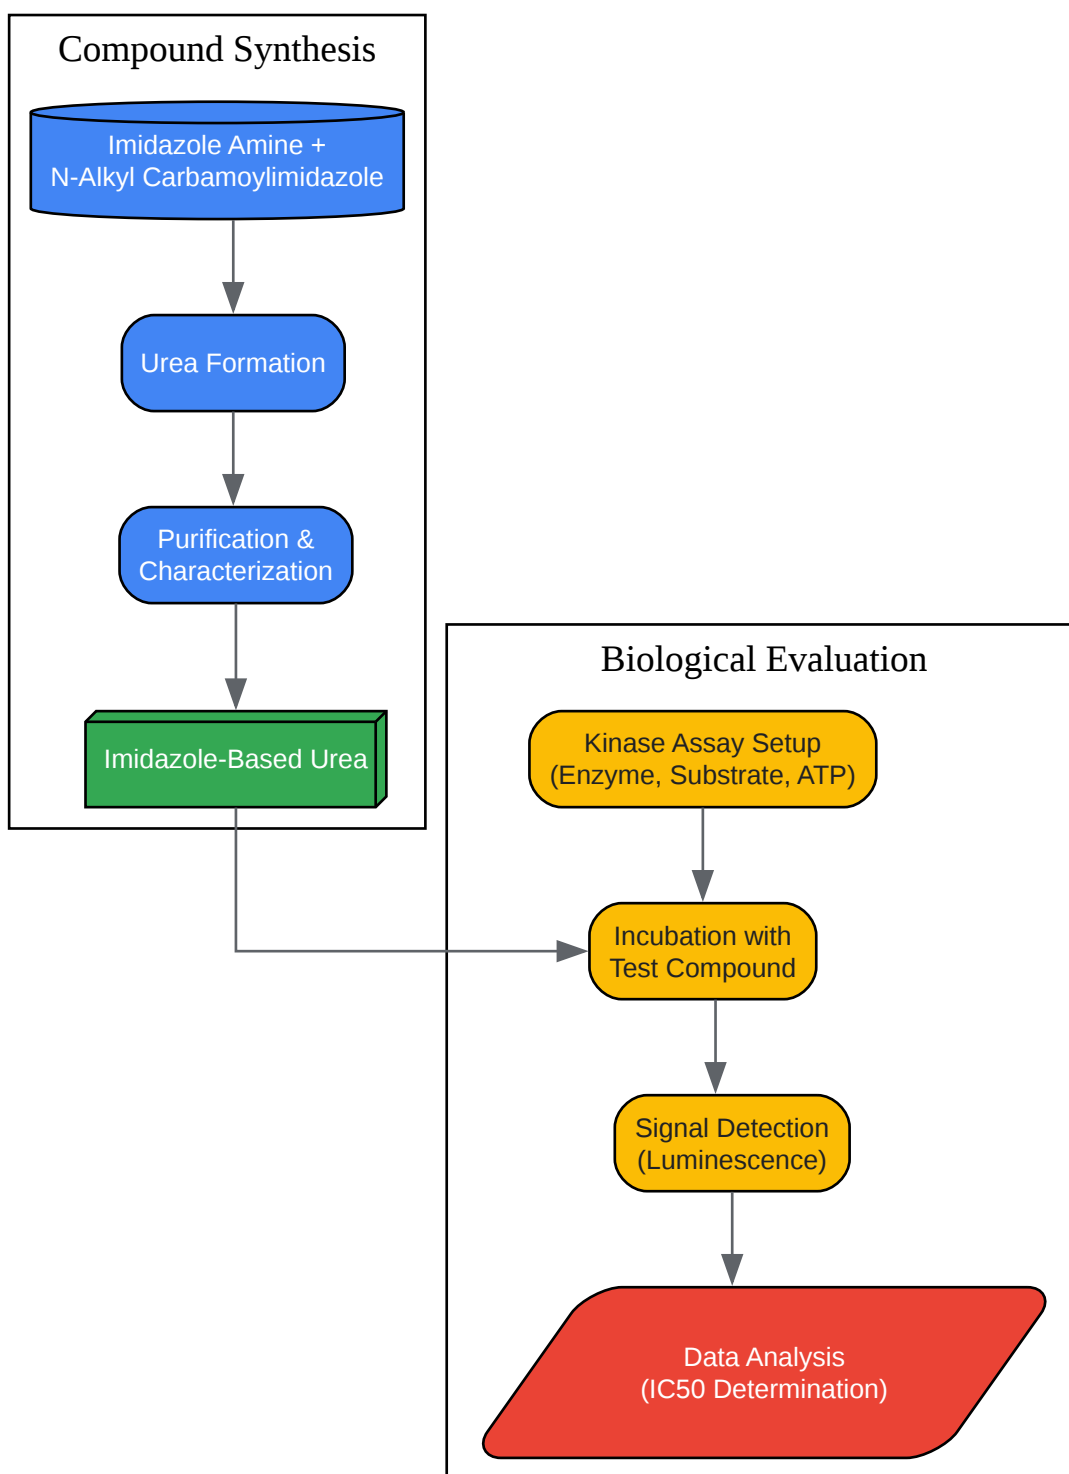 Compound Synthesis
Imidazole Amine +
N-Alkyl Carbamoylimidazole
Urea Formation
Purification &
Characterization
Imidazole-Based Urea
Biological Evaluation
Kinase Assay Setup
(Enzyme, Substrate, ATP)
Incubation with
Test Compound
Signal Detection
(Luminescence)
Data Analysis
(IC50 Determination)